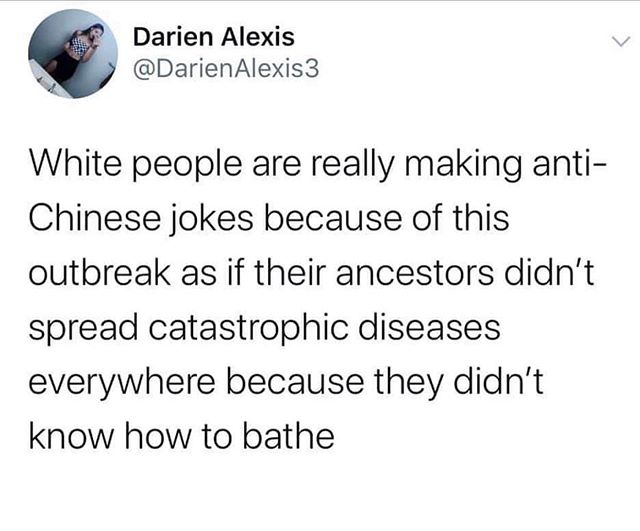 Darien Alexis
@DarienAlexis3
White people are really making anti-
Chinese jokes because of this
outbreak as if their ancestors didn't
spread catastrophic diseases
everywhere because they didn't
know how to bathe